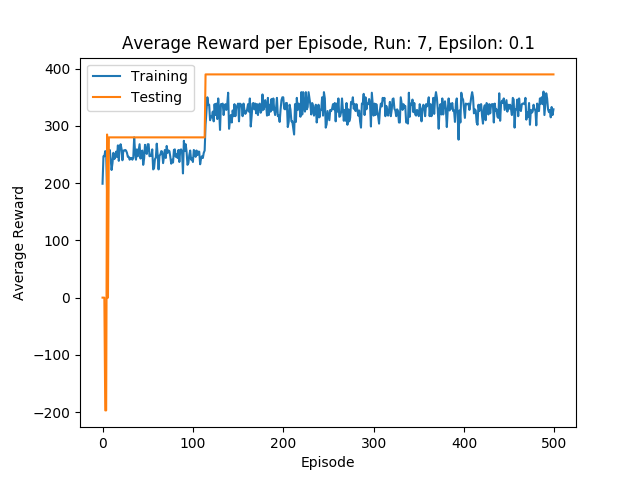 Average Reward per Episode, Run: 7, Epsilon: 0.1
Training
Testing
400
300
200
100
0
−100
−200
Average Reward
0 100 200 300 400 500
Episode